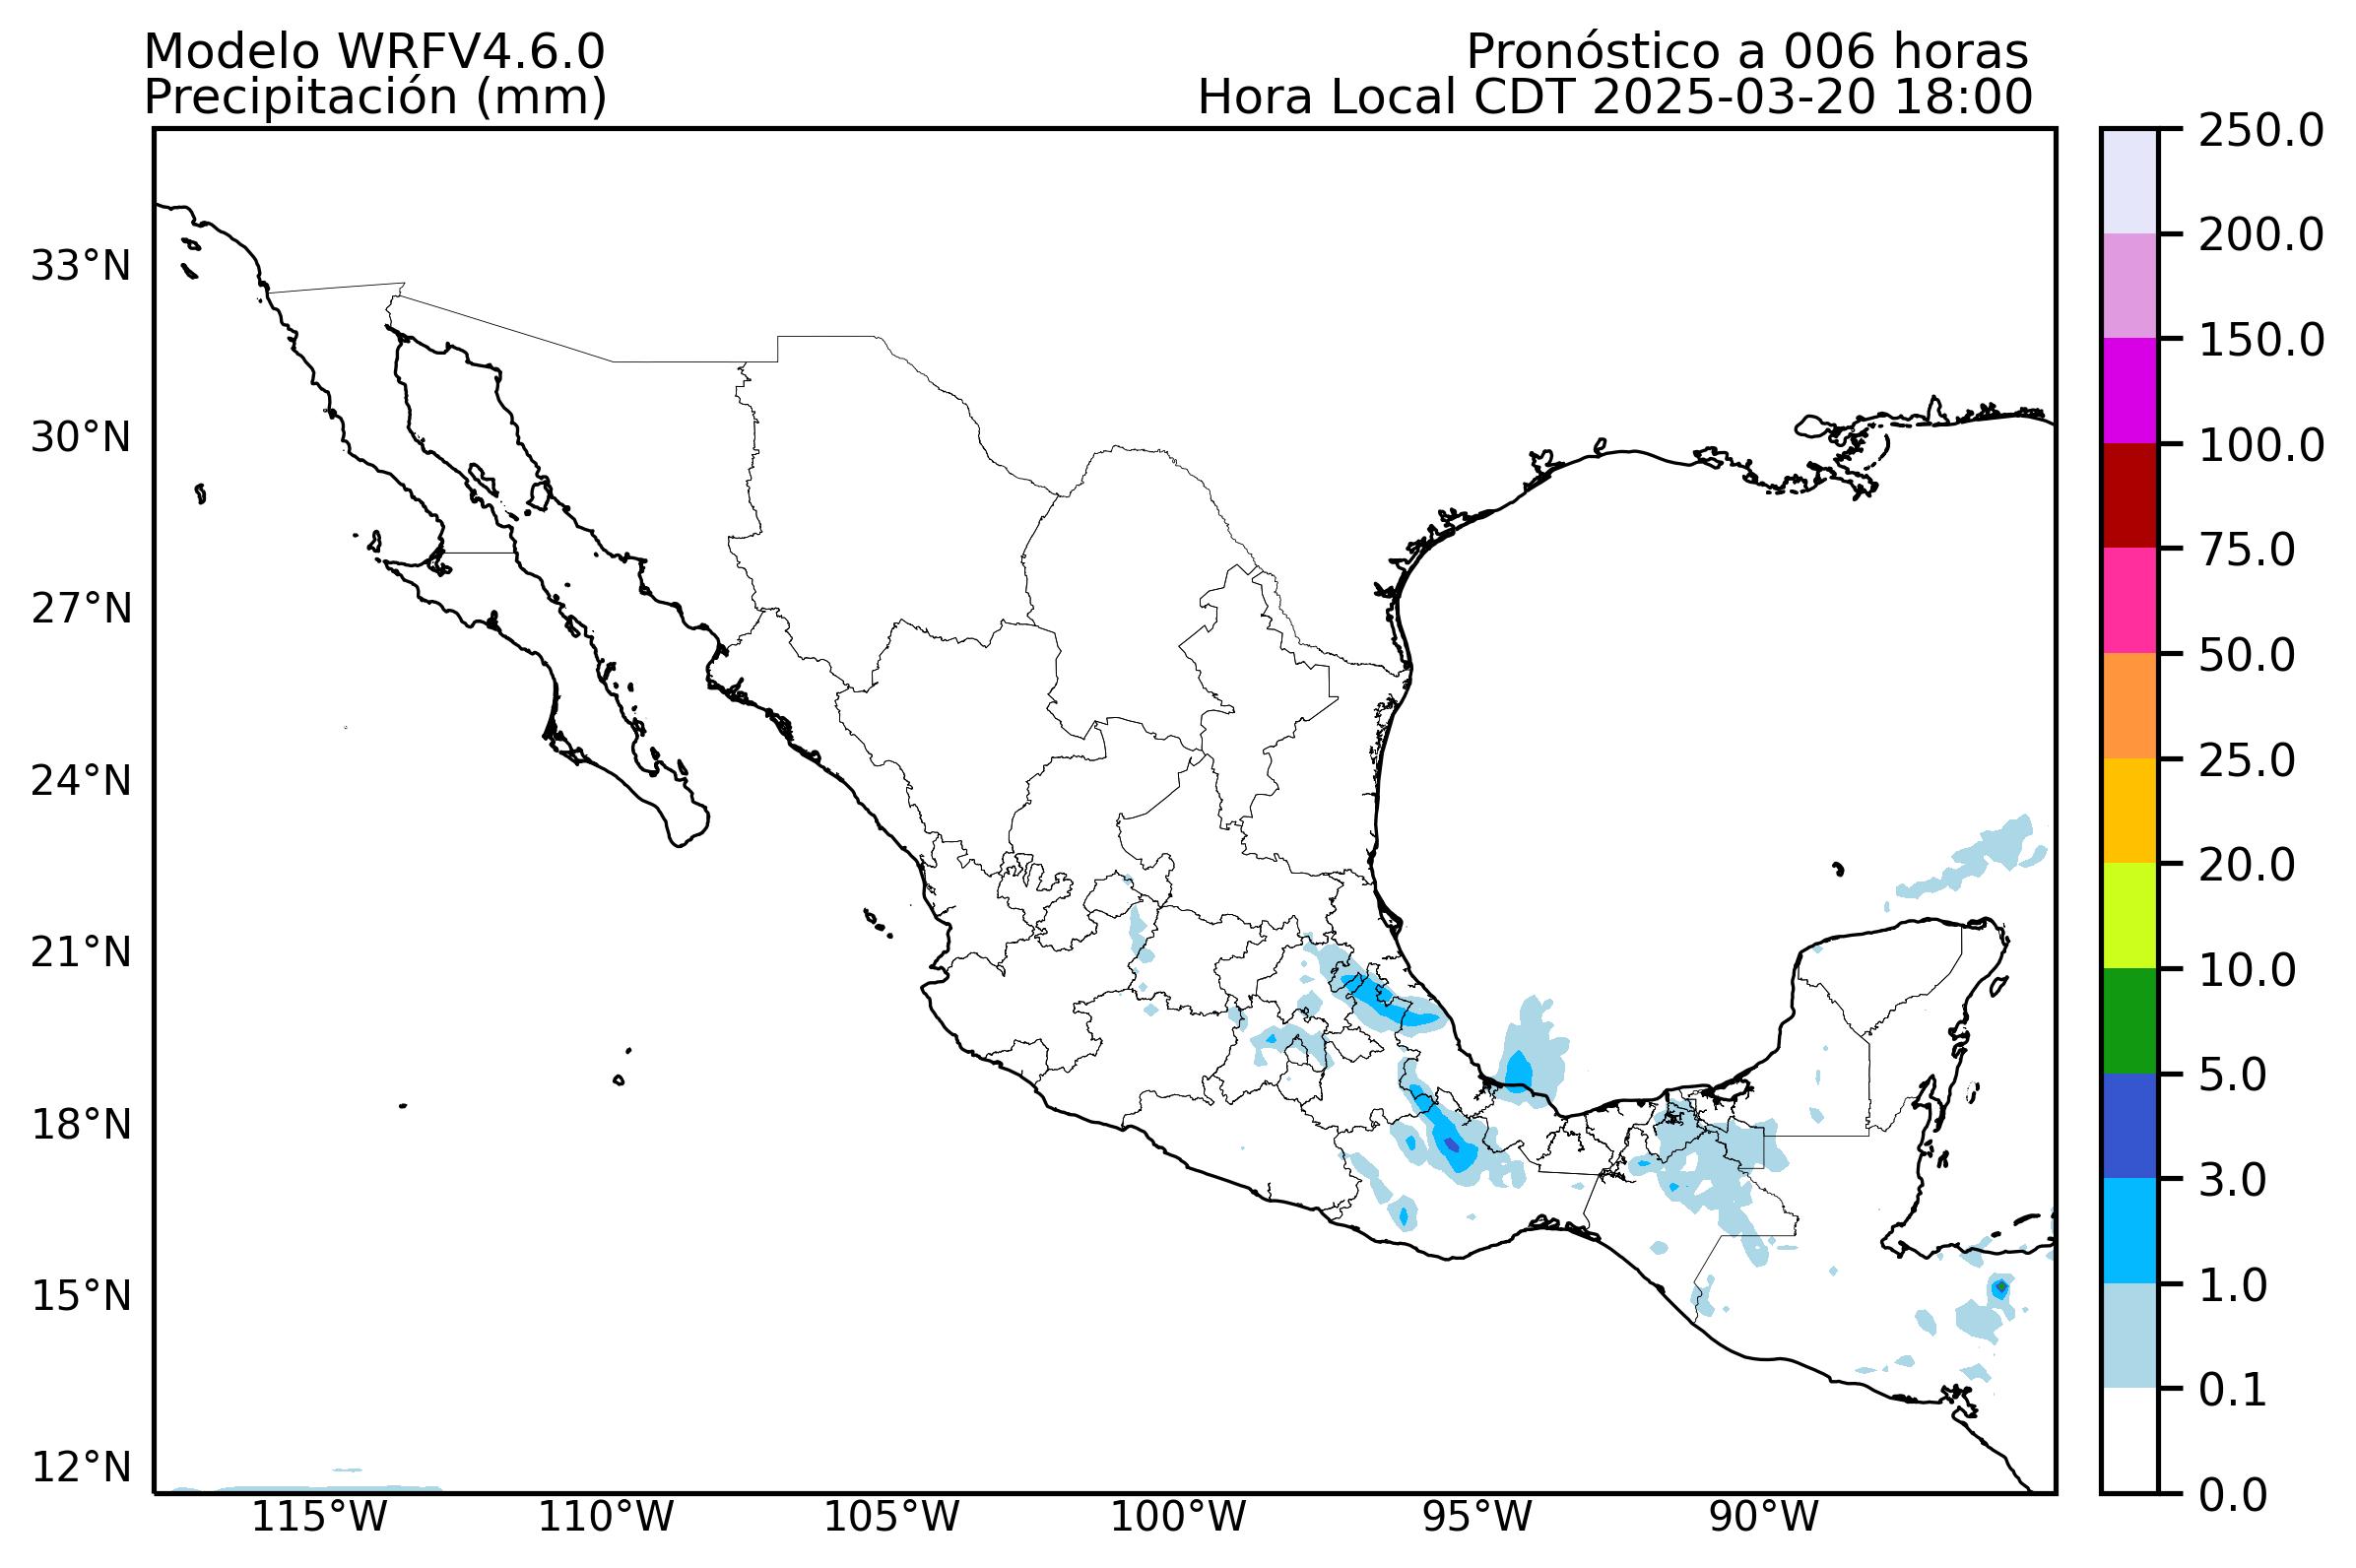 Modelo WRFV4.6.0
Precipitación (mm)
Pronóstico a 006 horas
Hora Local CDT 2025-03-20 18:00
33°N
30°N
27°N
24°N
21°N
18°N
15°N
12°N
115°W
110°W
105°W
100°W
95°W
90°W
250.0
200.0
150.0
100.0
75.0
50.0
25.0
20.0
10.0
5.0
3.0
1.0
0.1
0.0